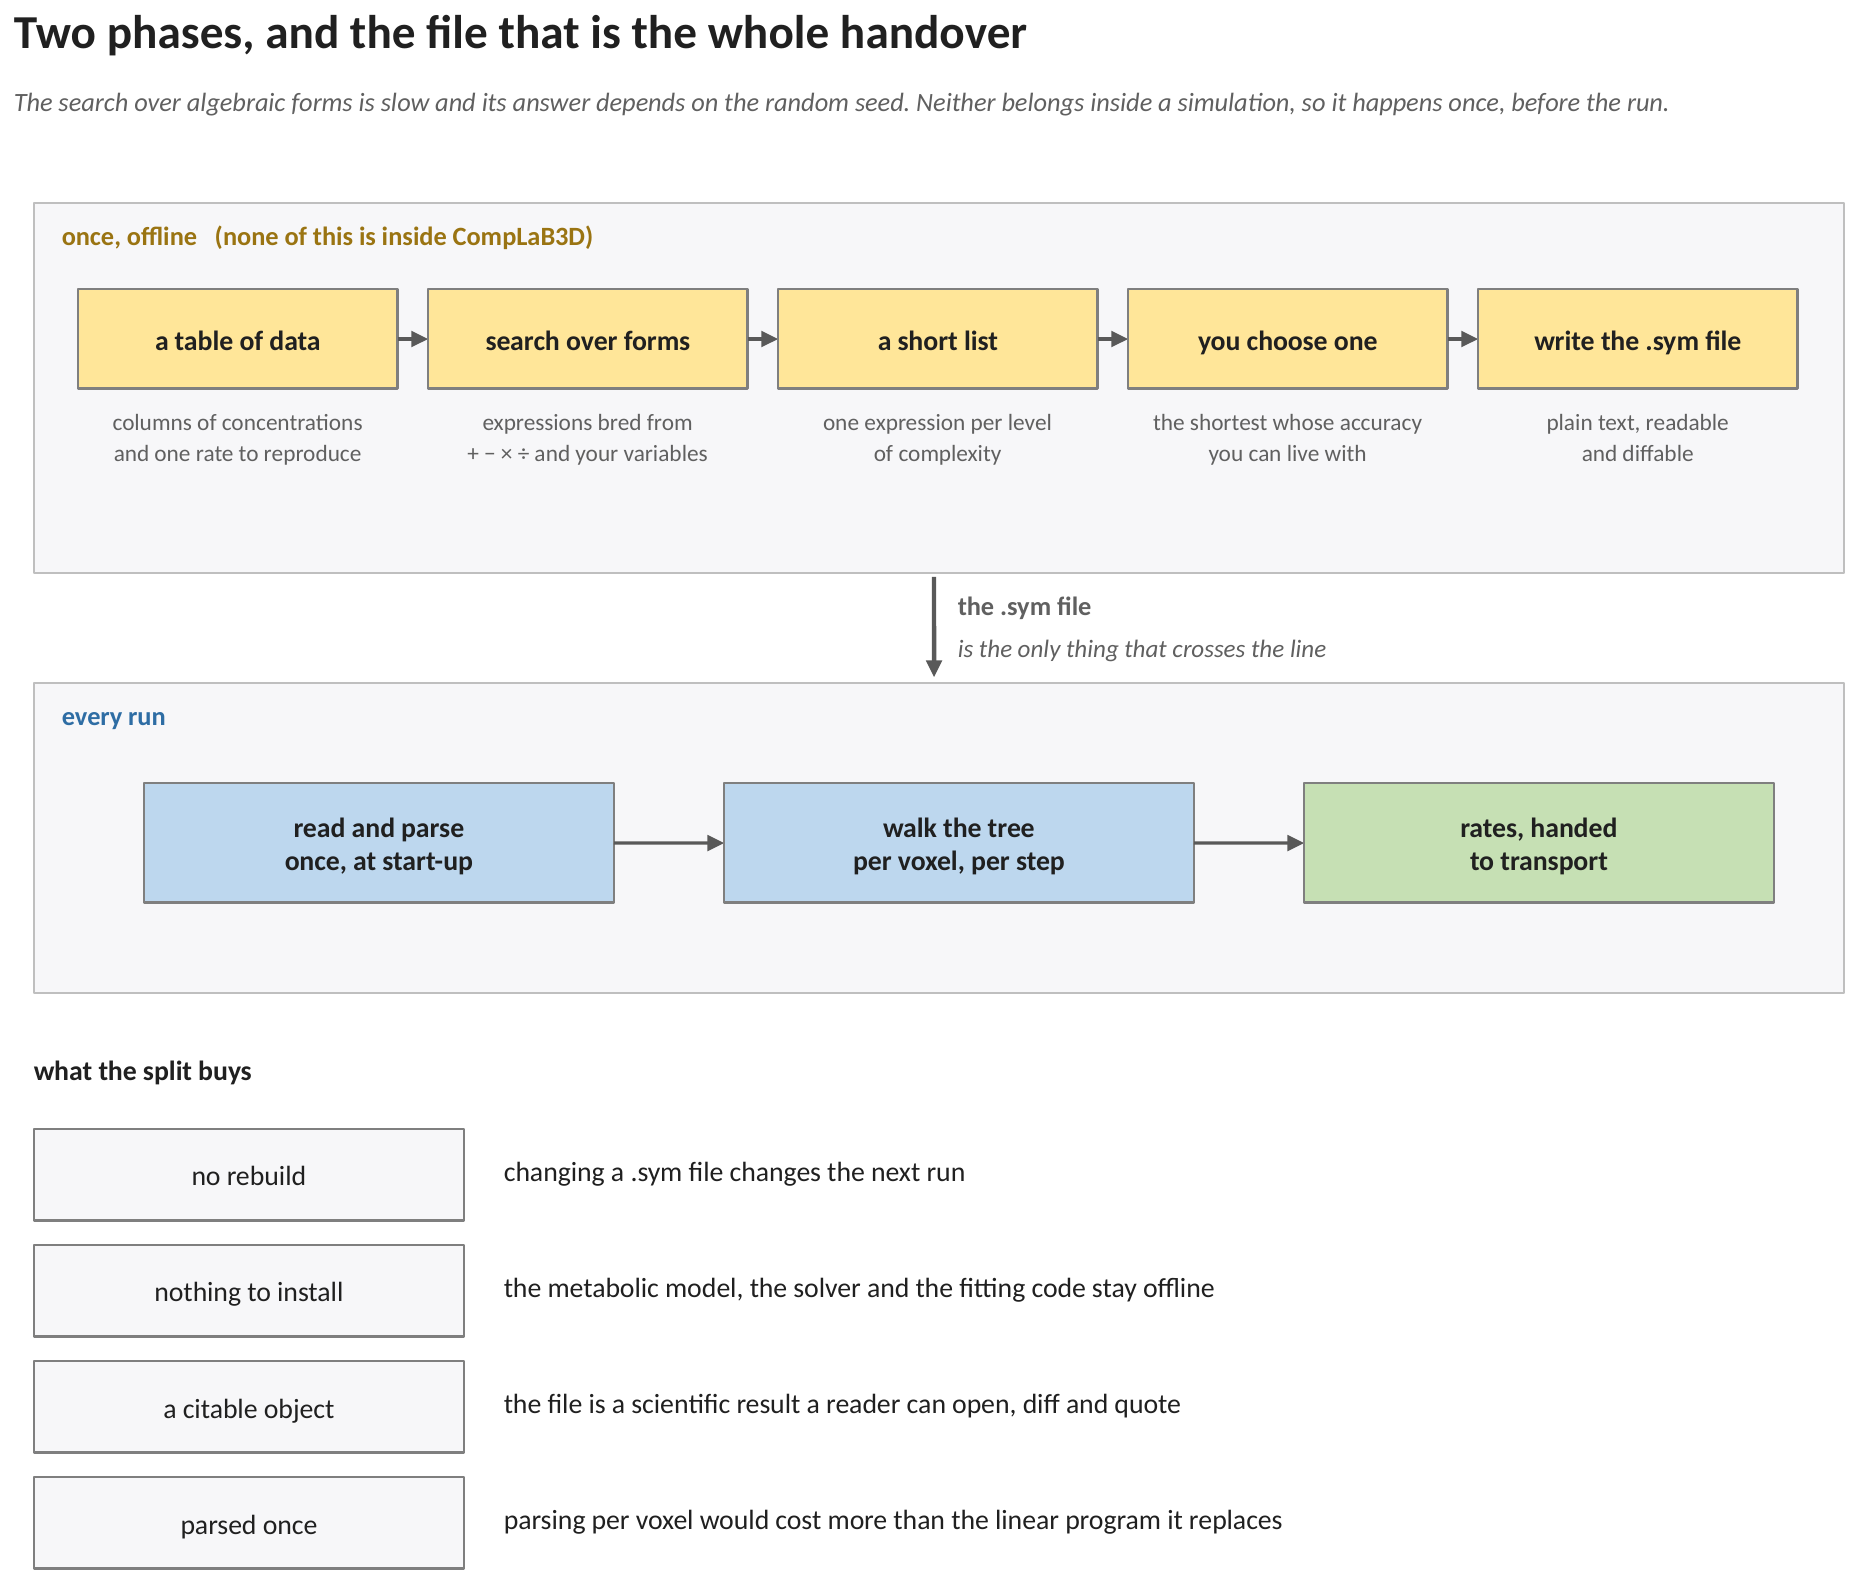 Two phases, and the file that is the whole handover
The search over algebraic forms is slow and its answer depends on the random seed. Neither belongs inside a simulation, so it happens once, before the run.
once, offline (none of this is inside CompLaB3D)
a table of data
search over forms
a short list
you choose one
write the .sym file
columns of concentrations
and one rate to reproduce
expressions bred from
+ − × ÷ and your variables
one expression per level
of complexity
the shortest whose accuracy
you can live with
plain text, readable
and diffable
the .sym file
is the only thing that crosses the line
every run
read and parse
once, at start-up
walk the tree
per voxel, per step
rates, handed
to transport
what the split buys
no rebuild
changing a .sym file changes the next run
nothing to install
the metabolic model, the solver and the fitting code stay offline
a citable object
the file is a scientific result a reader can open, diff and quote
parsed once
parsing per voxel would cost more than the linear program it replaces